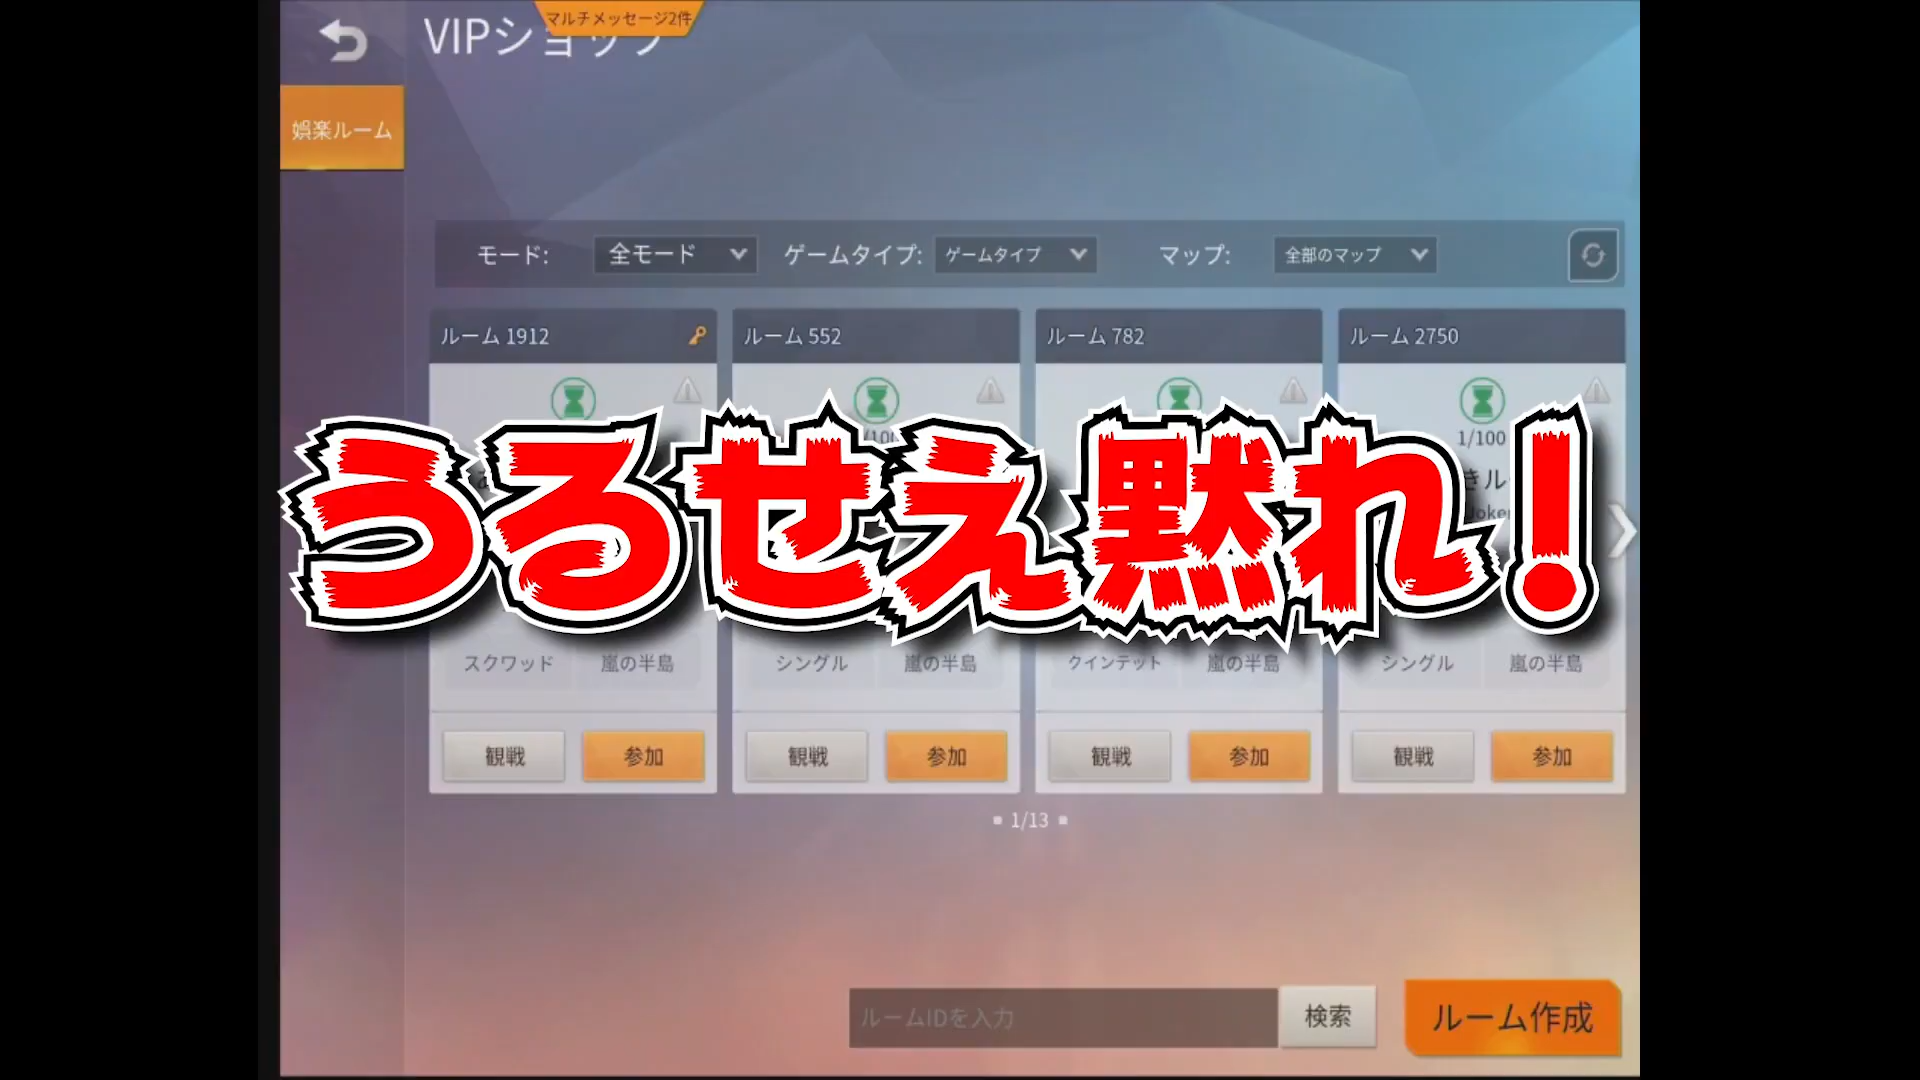 マルチメッセージ2件
VIPショップ
娯楽ルーム
モード: 全モード ゲームタイプ: ゲームタイプ マップ: 全部のマップ
ルーム 1912 ルーム 552 ルーム 782 ルーム 2750
1/100
うるせえ黙れ!
スクワッド 嵐の半島 シングル 嵐の半島 クインテット 嵐の半島 シングル 嵐の半島
観戦 参加 観戦 参加 観戦 参加 観戦 参加
1/13
ルームIDを入力 検索 ルーム作成